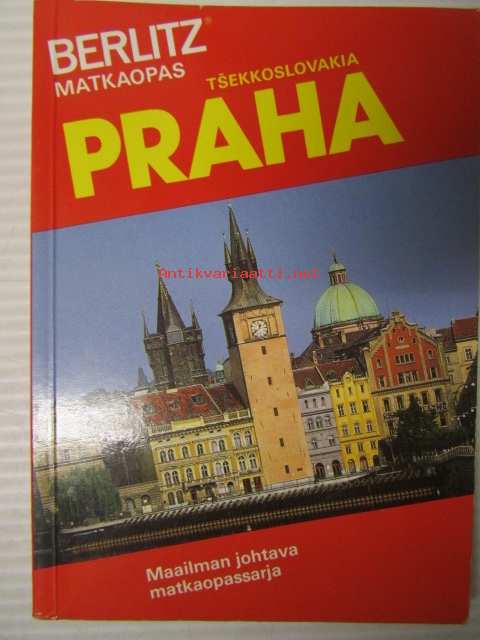 BERLITZ®
MATKAOPAS
TŠEKKOSLOVAKIA
PRAHA
Antikvariaatti.net
Maailman johtava
matkaopassarja